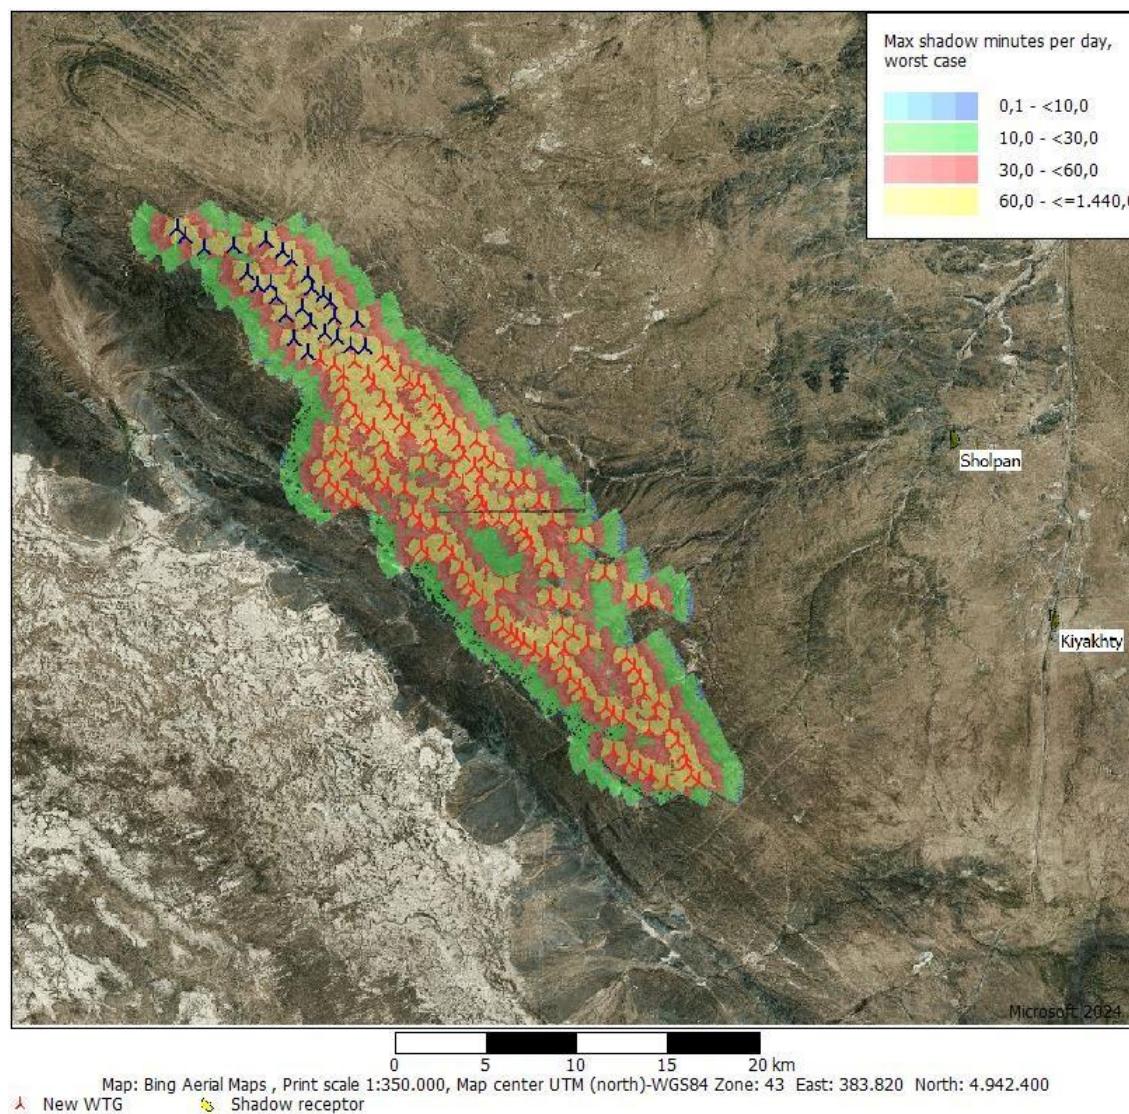 Max shadow minutes per day,
worst case
0,1 - <10,0
10,0 - <30,0
30,0 - <60,0
60,0 - <=1.440,0
Sholpan
Kiyakhty
Microsoft 2024
0 5 10 15 20 km
Map: Bing Aerial Maps , Print scale 1:350.000, Map center UTM (north)-WGS84 Zone: 43 East: 383.820 North: 4.942.400
New WTG Shadow receptor